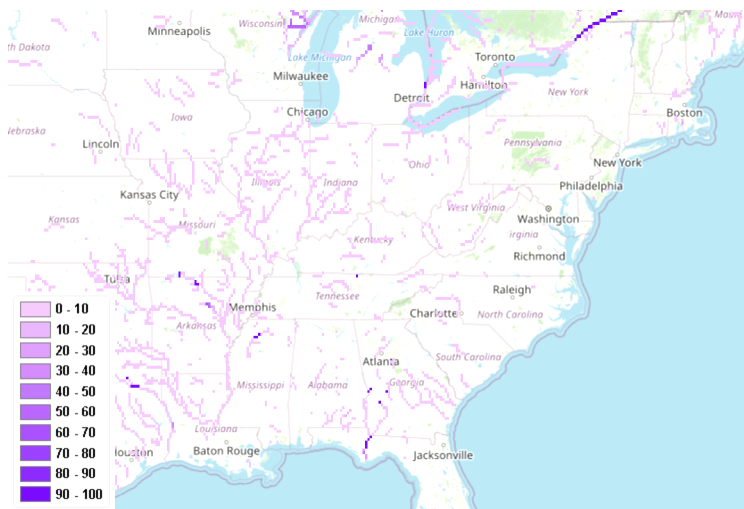 Minneapolis
Wisconsin
Michigan
Lake Huron
th Dakota
Lake Michigan
Toronto
Milwaukee
Hamilton
Detroit
New York
Chicago
Iowa
Boston
ebraska
Lincoln
Pennsylvania
Ohio
New York
Illinois
Indiana
Philadelphia
Kansas City
West Virginia
Kansas
Missouri
Washington
irginia
Kentucky
Richmond
Tulsa
Tennessee
Raleigh
0 - 10
Memphis
Charlotte
North Carolina
10 - 20
Arkansas
20 - 30
Atlanta
South Carolina
30 - 40
Mississippi
Alabama
Georgia
40 - 50
50 - 60
60 - 70
Louisiana
70 - 80
Houston
Baton Rouge
Jacksonville
80 - 90
90 - 100